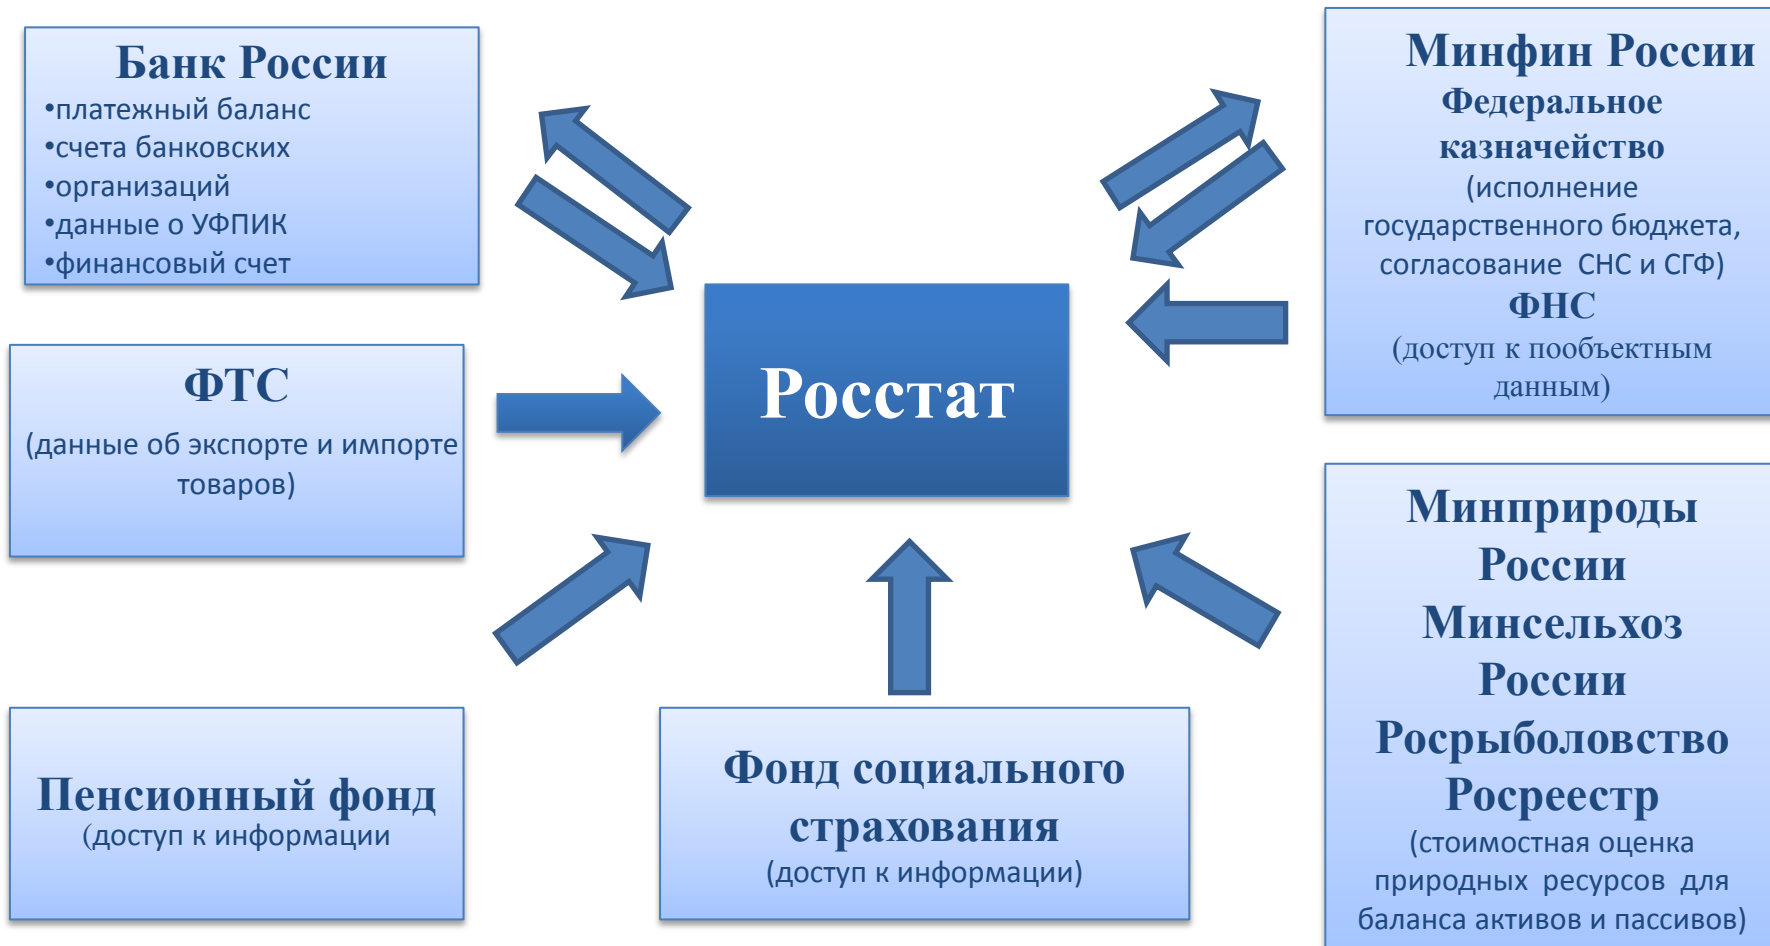 Банк России
•платежный баланс
•счета банковских
•организаций
•данные о УФПИК
•финансовый счет
ФТС
(данные об экспорте и импорте
товаров)
Пенсионный фонд
(доступ к информации
Росстат
Фонд социального
страхования
(доступ к информации)
Минфин России
Федеральное
казначейство
(исполнение
государственного бюджета,
согласование СНС и СГФ)
ФНС
(доступ к пообъектным
данным)
Минприроды
России
Минсельхоз
России
Росрыболовство
Росреестр
(стоимостная оценка
природных ресурсов для
баланса активов и пассивов)